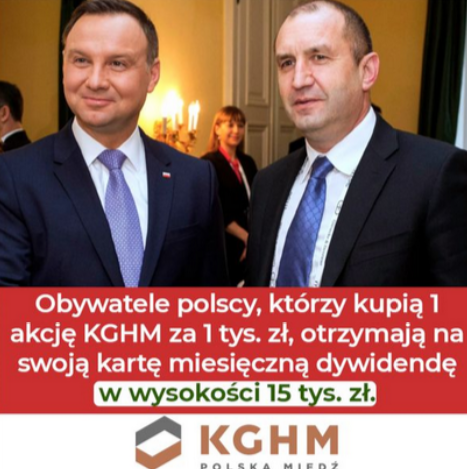 Obywatele polscy, którzy kupią 1
akcję KGHM za 1 tys. zł, otrzymają na
swoją kartę miesięczną dywidendę
w wysokości 15 tys. zł.
KGHM
POLSKA MIEDŹ